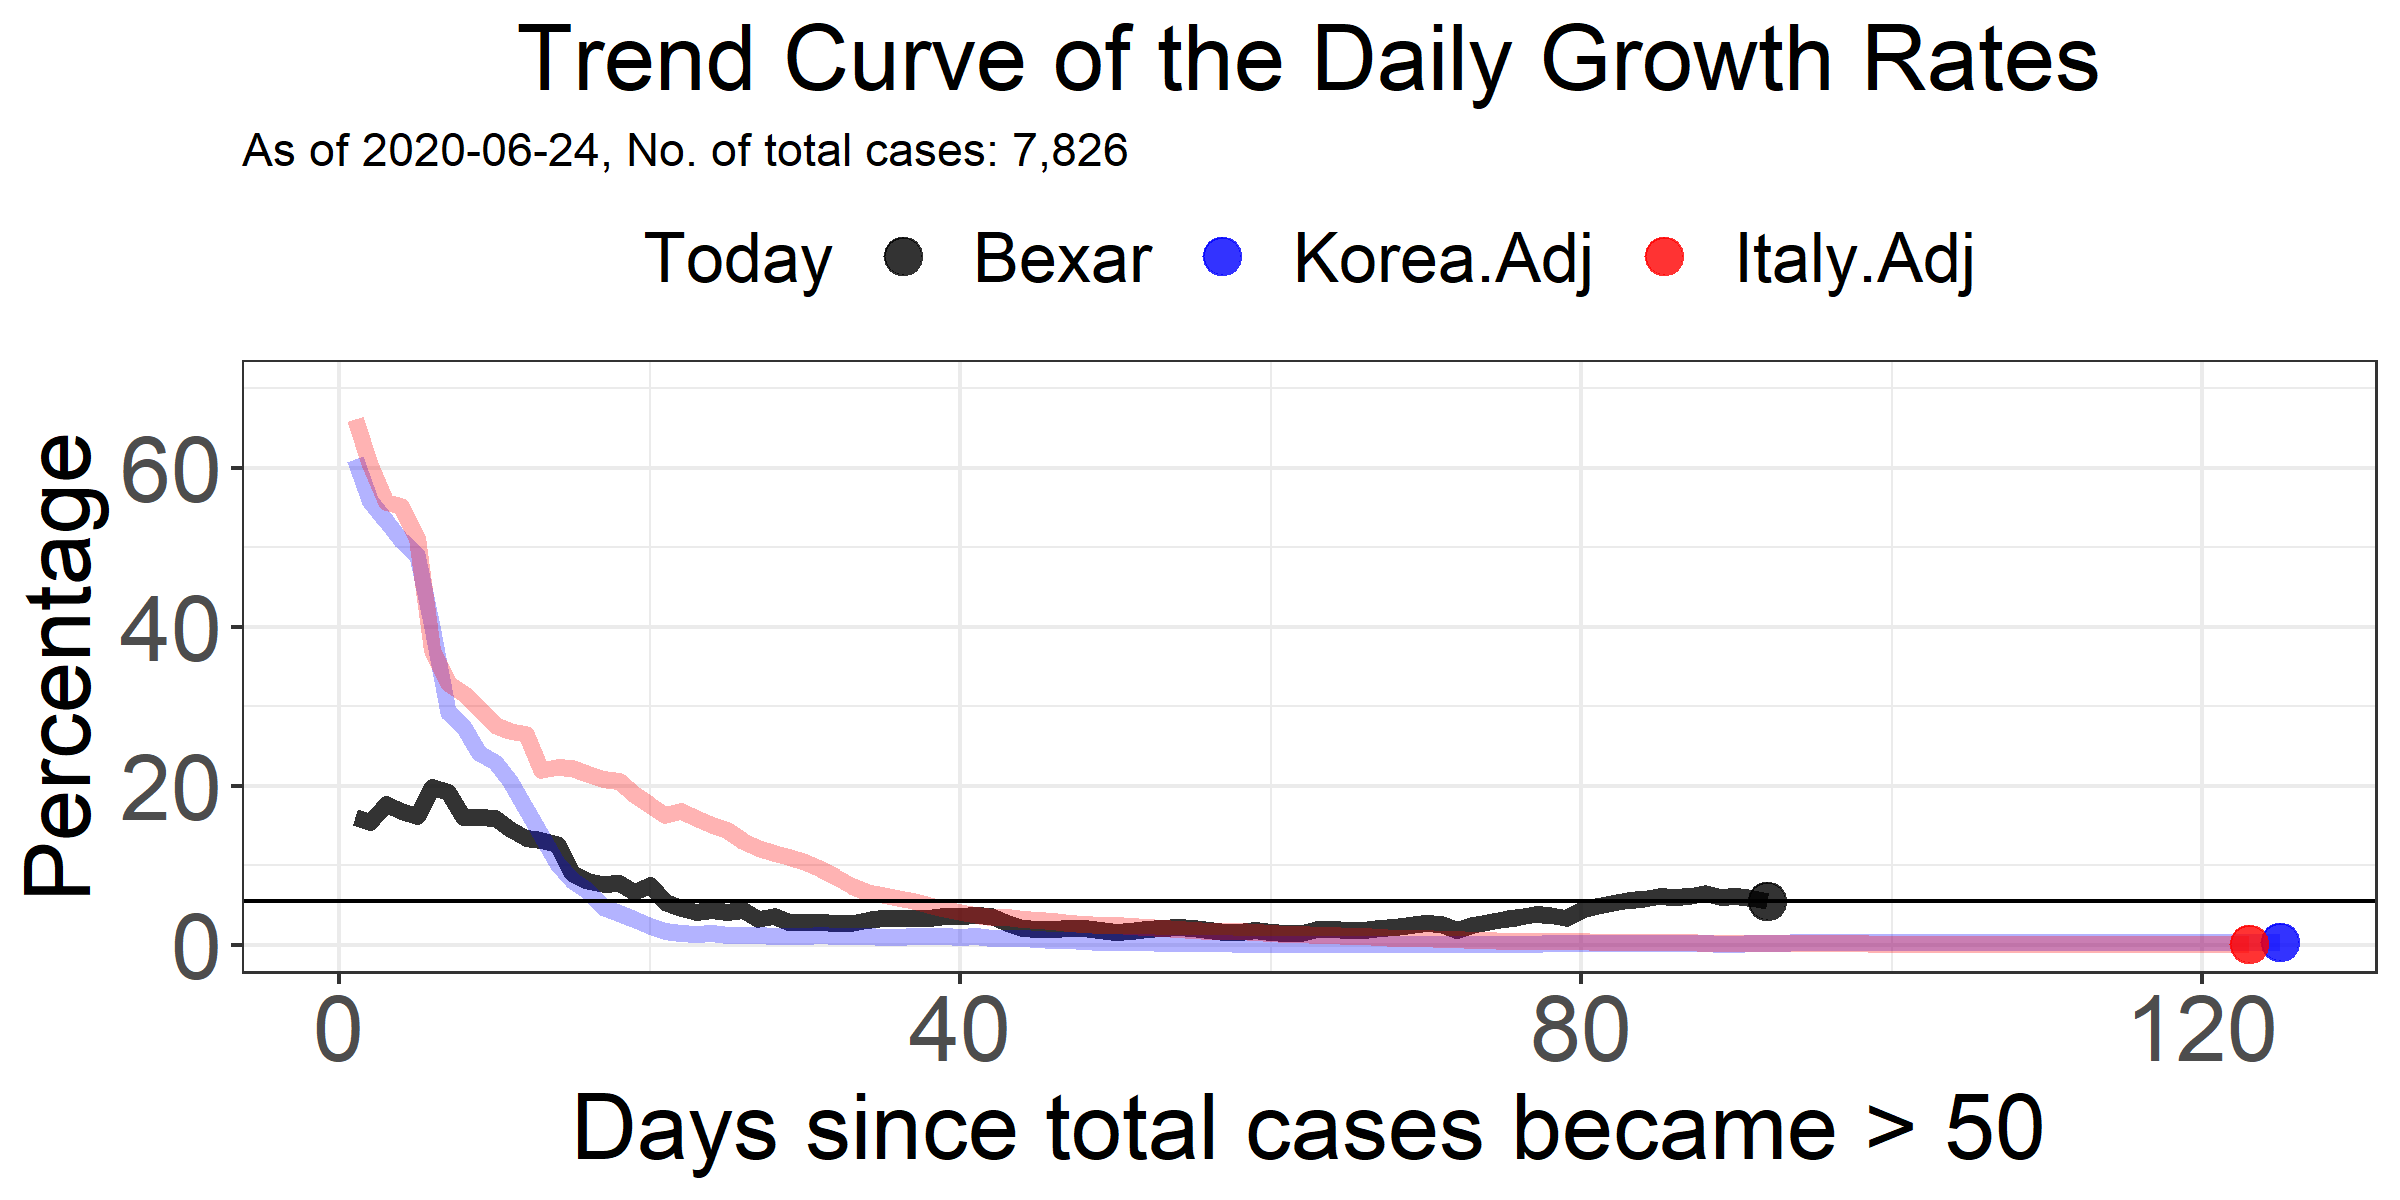 Trend Curve of the Daily Growth Rates
As of 2020-06-24, No. of total cases: 7,826
Today Bexar Korea.Adj Italy.Adj
Percentage
60
40
20
0
0 40 80 120
Days since total cases became > 50